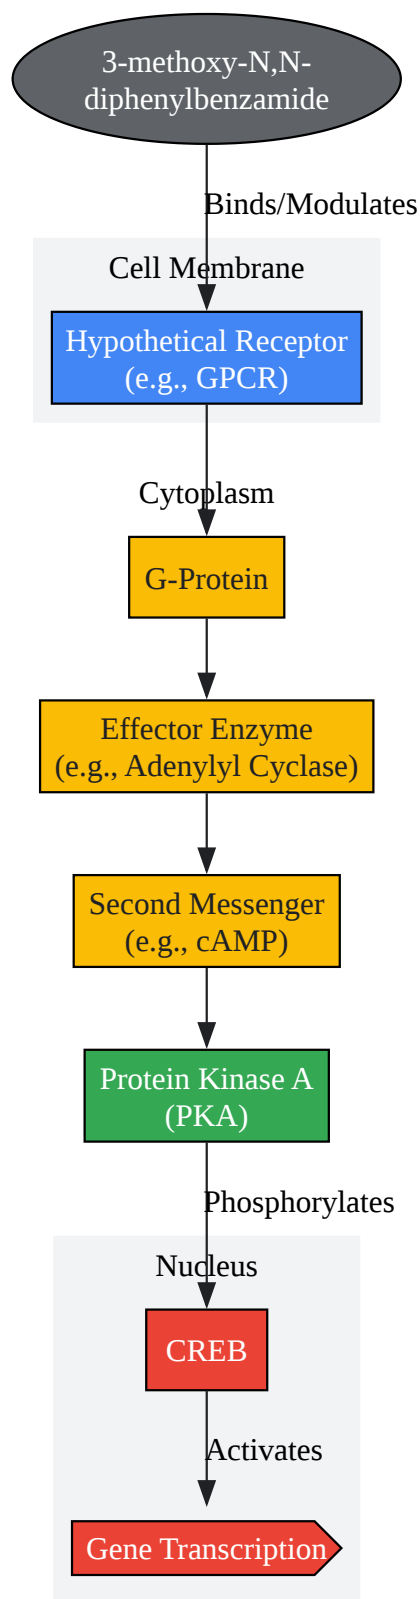 3-methoxy-N,N-
diphenylbenzamide
Binds/Modulates
Cell Membrane
Hypothetical Receptor
(e.g., GPCR)
Cytoplasm
G-Protein
Effector Enzyme
(e.g., Adenylyl Cyclase)
Second Messenger
(e.g., cAMP)
Protein Kinase A
(PKA)
Phosphorylates
Nucleus
CREB
Activates
Gene Transcription